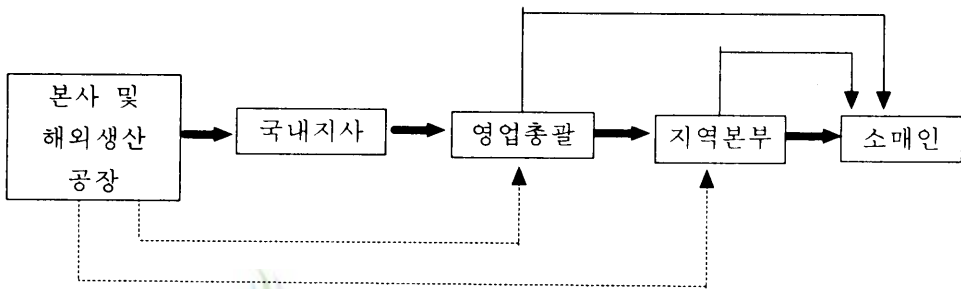 본사 및
해외생산
공장
국내지사
영업총괄
지역본부
소매인